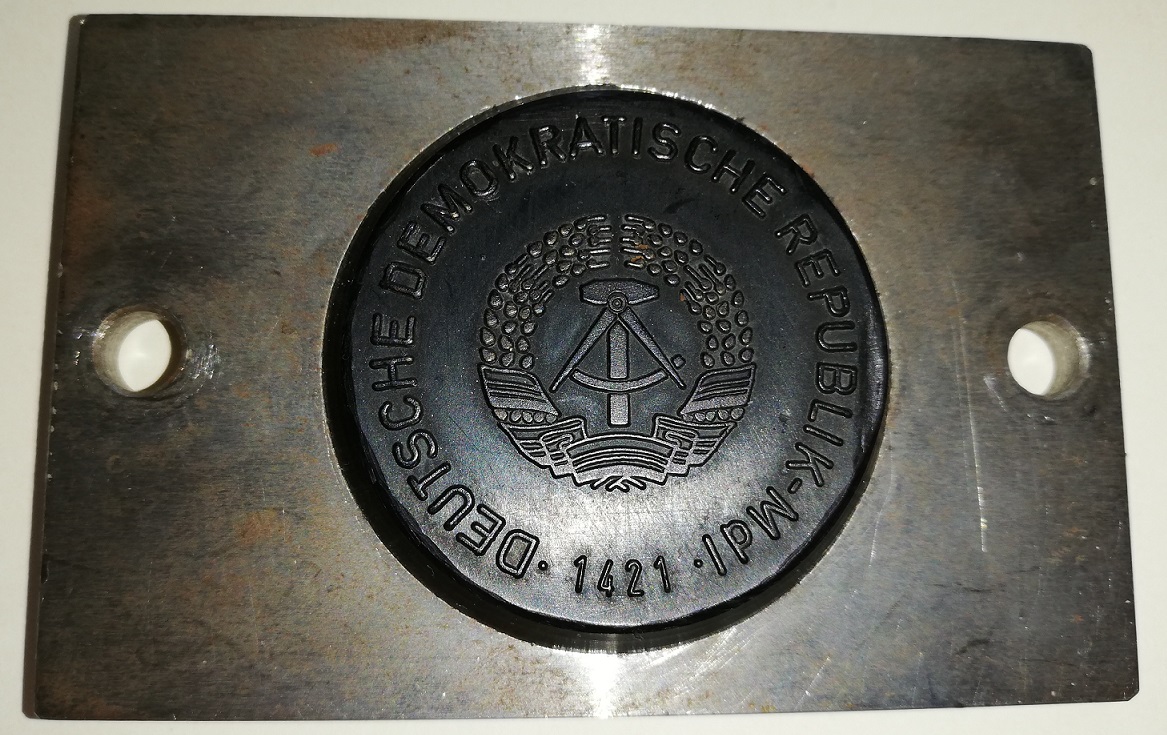 DEUTSCHE DEMOKRATISCHE REPUBLIK-MdI
· 1421 ·